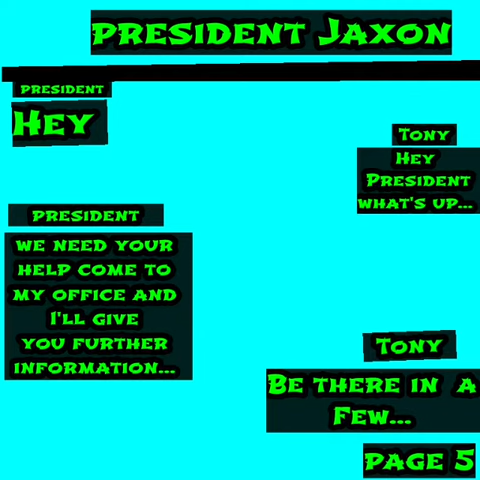 PRESIDENT JAXON
PRESIDENT
HEY
TONY
HEY
PRESIDENT
WHAT'S UP...
PRESIDENT
WE NEED YOUR
HELP COME TO
MY OFFICE AND
I'LL GIVE
YOU FURTHER
INFORMATION...
TONY
BE THERE IN A
FEW...
PAGE 5